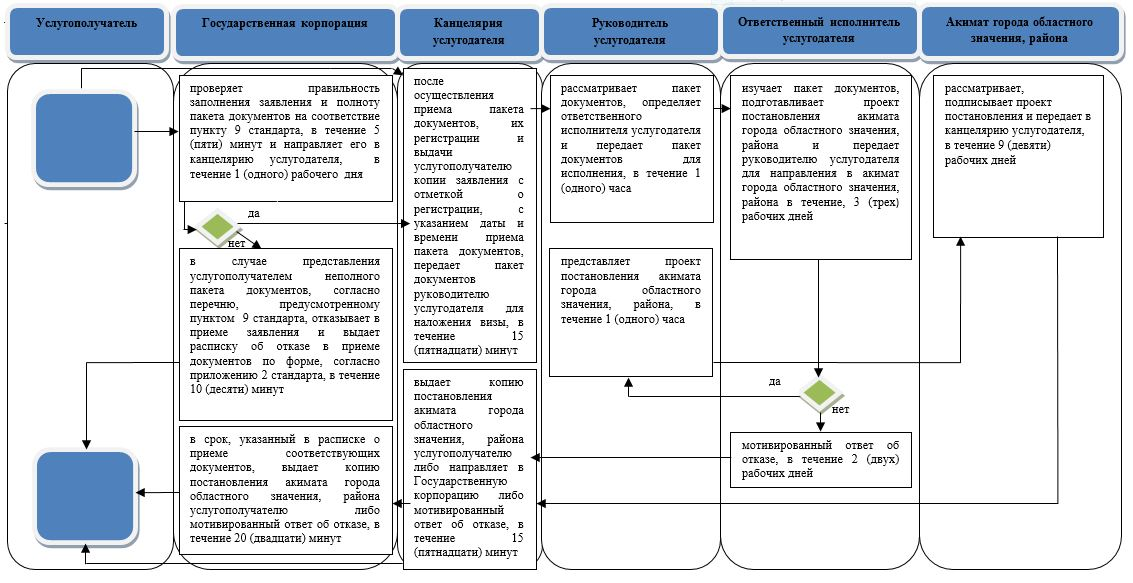 Услугополучатель
Государственная корпорация
Канцелярия
услугодателя
Руководитель
услугодателя
Ответственный исполнитель
услугодателя
Акимат города областного
значения, района
проверяет правильность
заполнения заявления и полноту
пакета документов на соответствие
пункту 9 стандарта, в течение 5
(пяти) минут и направляет его в
канцелярию услугодателя, в
течение 1 (одного) рабочего дня
да
нет
в случае представления
услугополучателем неполного
пакета документов, согласно
перечню, предусмотренному
пунктом 9 стандарта, отказывает в
приеме заявления и выдает
расписку об отказе в приеме
документов по форме, согласно
приложению 2 стандарта, в течение
10 (десяти) минут
в срок, указанный в расписке о
приеме соответствующих
документов, выдает копию
постановления акимата города
областного значения, района
услугополучателю либо
мотивированный ответ об отказе, в
течение 20 (двадцати) минут
после
осуществления
приема пакета
документов, их
регистрации и
выдачи
услугополучателю
копии заявления с
отметкой о
регистрации, с
указанием даты и
времени приема
пакета документов,
передает пакет
документов
руководителю
услугодателя для
наложения визы, в
течение 15
(пятнадцати) минут
выдает копию
постановления
акимата города
областного
значения, района
услугополучателю
либо направляет в
Государственную
корпорацию либо
мотивированный
ответ об отказе, в
течение 15
(пятнадцати) минут
рассматривает пакет
документов, определяет
ответственного
исполнителя услугодателя
и передает пакет
документов для
исполнения, в течение 1
(одного) часа
представляет проект
постановления акимата
города областного
значения, района, в
течение 1 (одного) часа
изучает пакет документов,
подготавливает проект
постановления акимата
города областного значения,
района и передает
руководителю услугодателя
для направления в акимат
города областного значения,
района в течение, 3 (трех)
рабочих дней
да
нет
мотивированный ответ об
отказе, в течение 2 (двух)
рабочих дней
рассматривает,
подписывает проект
постановления и передает в
канцелярию услугодателя,
в течение 9 (девяти)
рабочих дней